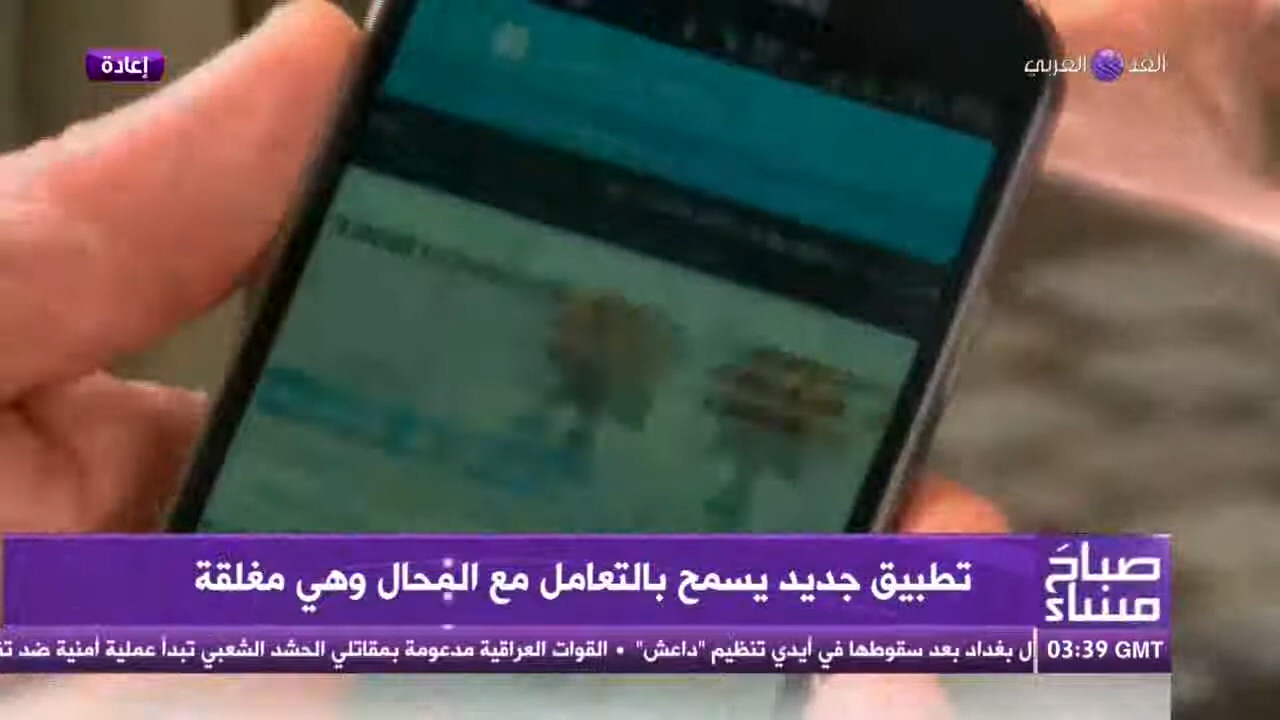 إعادة
الغد العربي
تطبيق جديد يسمح بالتعامل مع المحال وهي مغلقة
صباح مساء
ل بغداد بعد سقوطها في أيدي تنظيم "داعش" • القوات العراقية مدعومة بمقاتلي الحشد الشعبي تبدأ عملية أمنية ضد
03:39 GMT